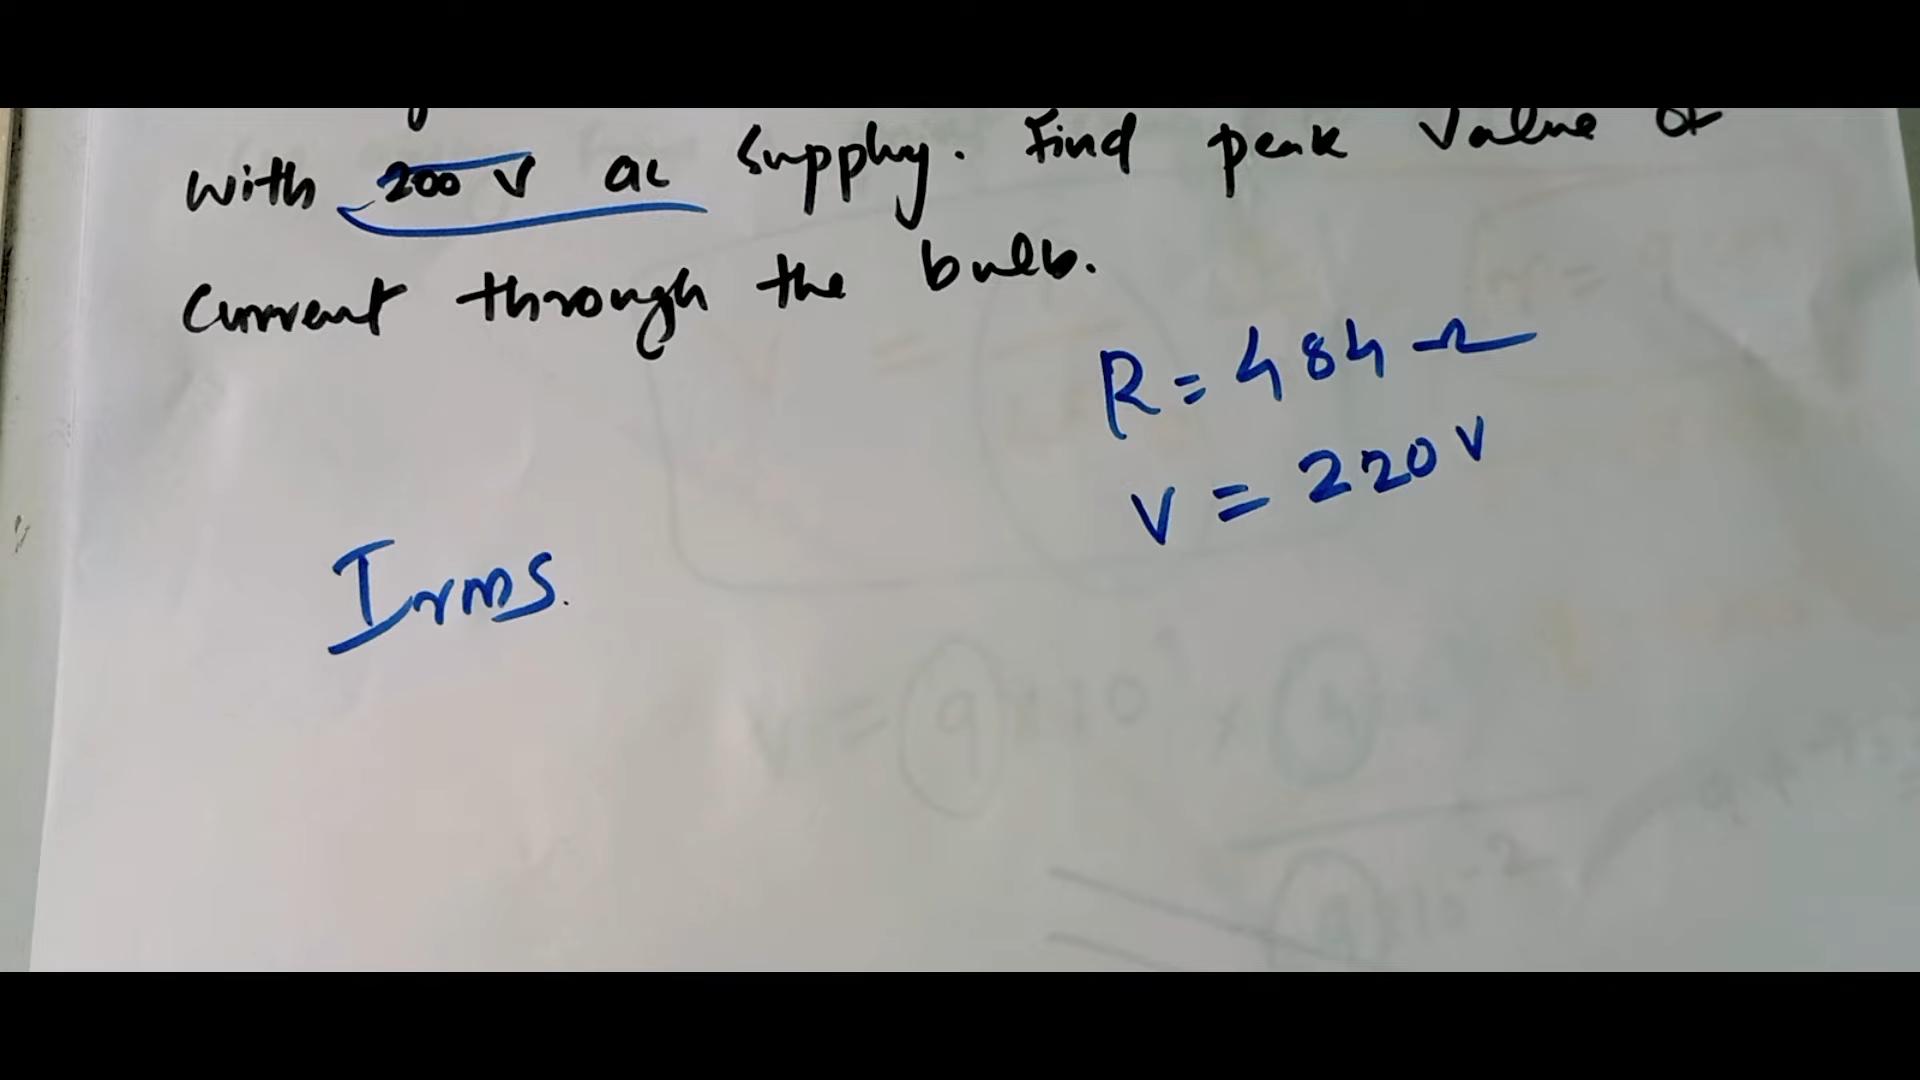 with 200 V ac supply. Find peak value of
current through the bulb.
R = 484 Ω
V = 220 V
Irms.